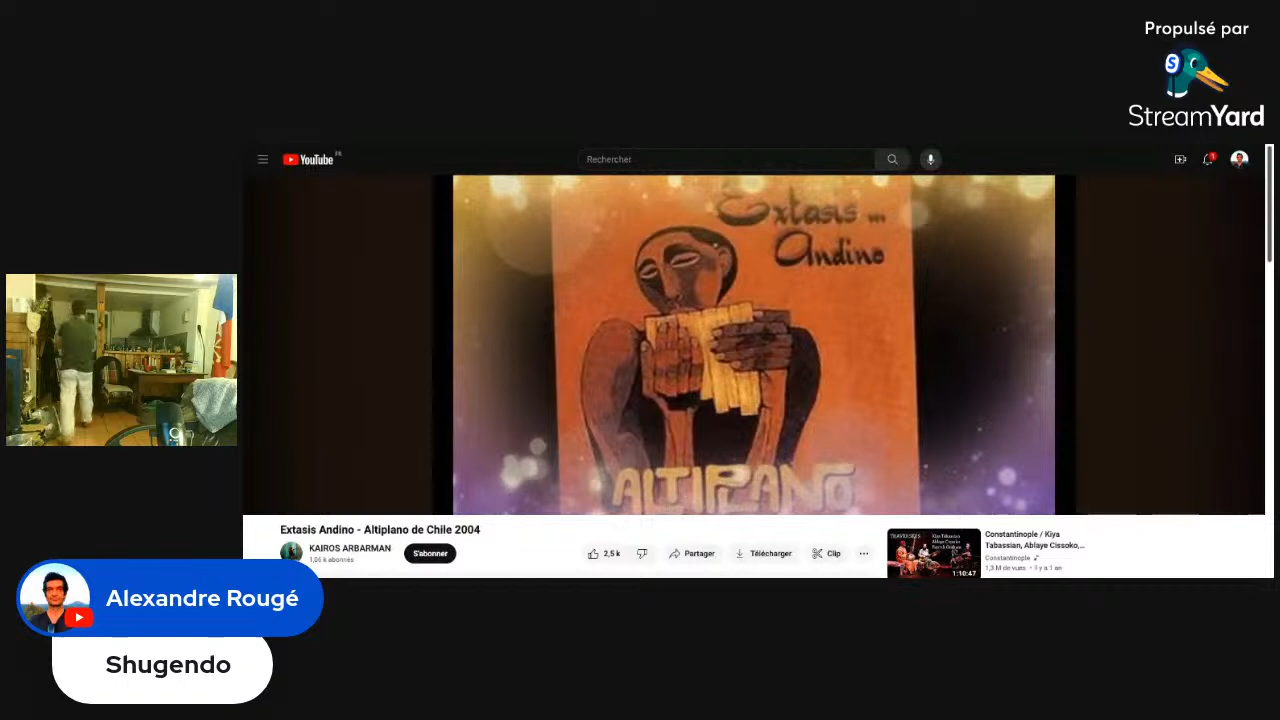 Propulsé par
StreamYard
YouTube FR
Rechercher
Extasis ...
Andino
ALTIPLANO
Extasis Andino - Altiplano de Chile 2004
KAIROS ARBARMAN
1,06 k abonnés
S'abonner
2,5 k
Partager
Télécharger
Clip
...
Constantinople / Kiya
Tabassian, Ablaye Cissoko,...
Constantinople
1,3 M de vues • il y a 1 an
1:10:47
Alexandre Rougé
Shugendo